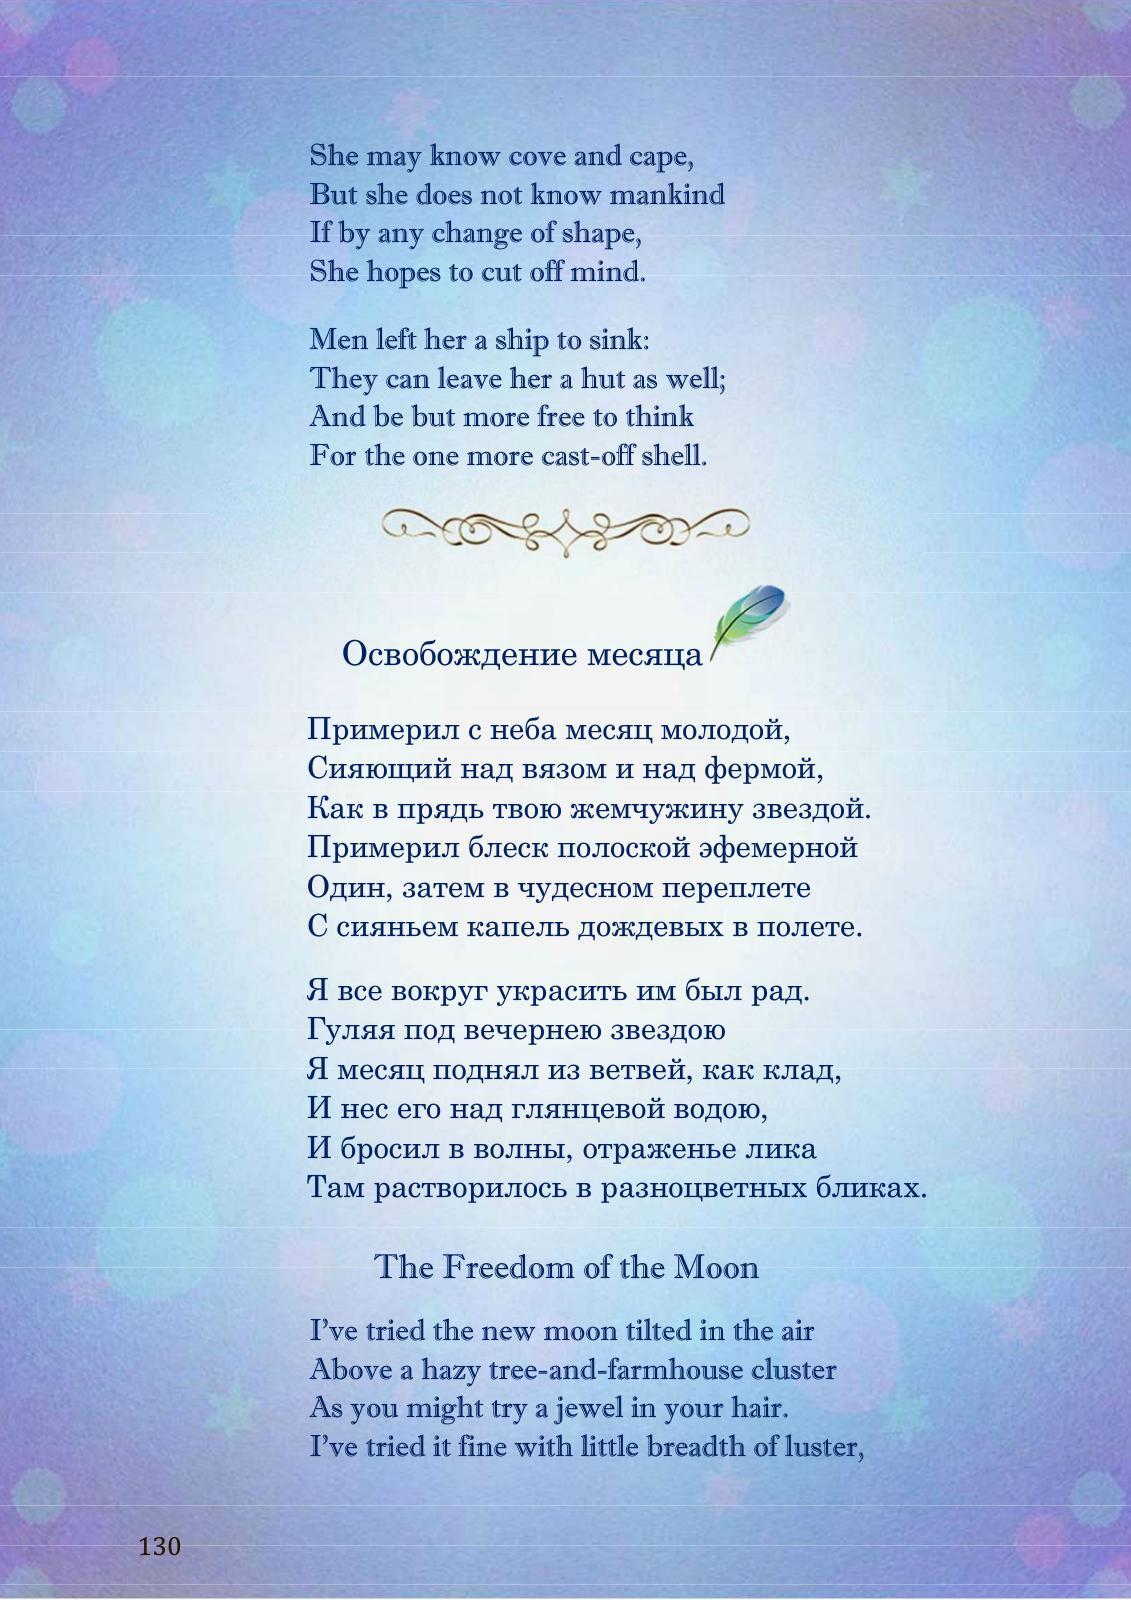 She may know cove and cape,
But she does not know mankind
If by any change of shape,
She hopes to cut off mind.
Men left her a ship to sink:
They can leave her a hut as well;
And be but more free to think
For the one more cast-off shell.
Освобождение месяца
Примерил с неба месяц молодой,
Сияющий над вязом и над фермой,
Как в прядь твою жемчужину звездой.
Примерил блеск полоской эфемерной
Один, затем в чудесном переплете
С сияньем капель дождевых в полете.
Я все вокруг украсить им был рад.
Гуляя под вечернею звездою
Я месяц поднял из ветвей, как клад,
И нес его над глянцевой водою,
И бросил в волны, отраженье лика
Там растворилось в разноцветных бликах.
The Freedom of the Moon
I’ve tried the new moon tilted in the air
Above a hazy tree-and-farmhouse cluster
As you might try a jewel in your hair.
I’ve tried it fine with little breadth of luster,
130